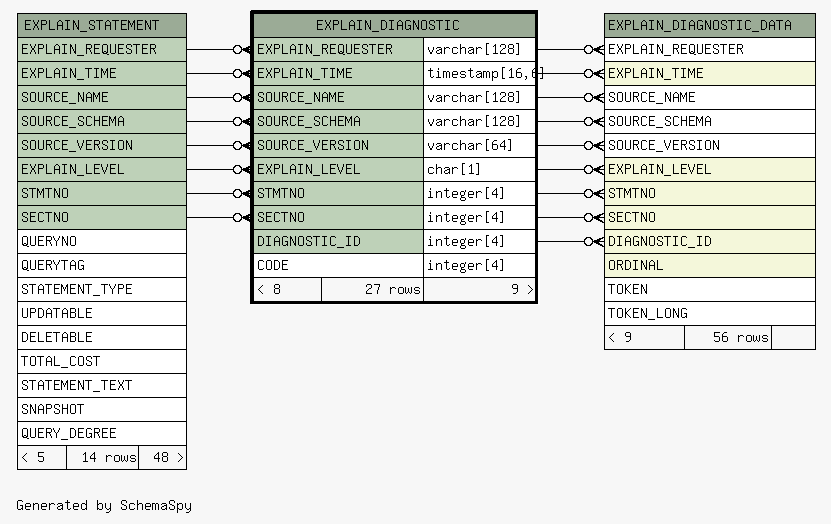 EXPLAIN_STATEMENT
EXPLAIN_REQUESTER
EXPLAIN_TIME
SOURCE_NAME
SOURCE_SCHEMA
SOURCE_VERSION
EXPLAIN_LEVEL
STMTNO
SECTNO
QUERYNO
QUERYTAG
STATEMENT_TYPE
UPDATABLE
DELETABLE
TOTAL_COST
STATEMENT_TEXT
SNAPSHOT
QUERY_DEGREE
< 5 14 rows 48 >
EXPLAIN_DIAGNOSTIC
EXPLAIN_REQUESTER varchar[128]
EXPLAIN_TIME timestamp[16,6]
SOURCE_NAME varchar[128]
SOURCE_SCHEMA varchar[128]
SOURCE_VERSION varchar[64]
EXPLAIN_LEVEL char[1]
STMTNO integer[4]
SECTNO integer[4]
DIAGNOSTIC_ID integer[4]
CODE integer[4]
< 8 27 rows 9 >
EXPLAIN_DIAGNOSTIC_DATA
EXPLAIN_REQUESTER
EXPLAIN_TIME
SOURCE_NAME
SOURCE_SCHEMA
SOURCE_VERSION
EXPLAIN_LEVEL
STMTNO
SECTNO
DIAGNOSTIC_ID
ORDINAL
TOKEN
TOKEN_LONG
< 9 56 rows
Generated by SchemaSpy